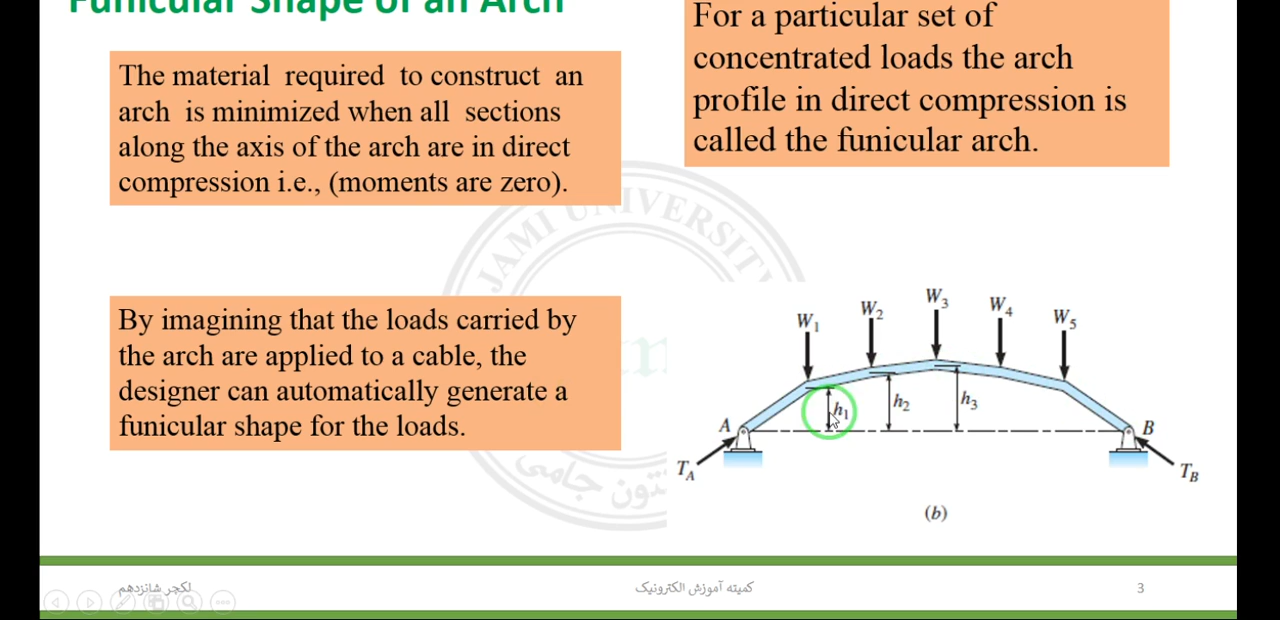 Funicular Shape of an Arch
The material required to construct an
arch is minimized when all sections
along the axis of the arch are in direct
compression i.e., (moments are zero).
For a particular set of
concentrated loads the arch
profile in direct compression is
called the funicular arch.
JAMI UNIVERSITY
By imagining that the loads carried by
the arch are applied to a cable, the
designer can automatically generate a
funicular shape for the loads.
W1 W2 W3 W4 W5
h1 h2 h3
A B
TA TB
(b)
جامی
لکچر شانزدهم
کمیته آموزش الکترونیک
3